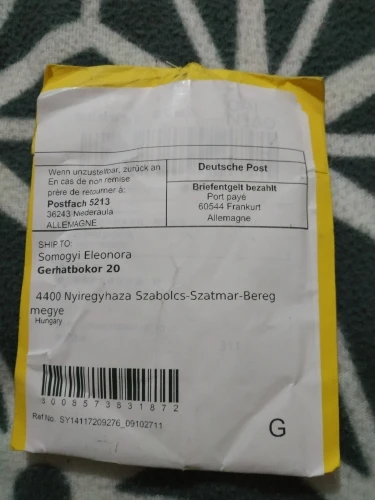 Wenn unzustellbar, zurück an
En cas de non remise
prère de retourner à:
Postfach 5213
36243 Niederaula
ALLEMAGNE
Deutsche Post
Briefentgelt bezahlt
Port payé
60544 Frankurt
Allemagne
SHIP TO:
Somogyi Eleonora
Gerhatbokor 20
4400 Nyiregyhaza Szabolcs-Szatmar-Bereg
megye
Hungary
Ref No. SY14117209276_09102711
G